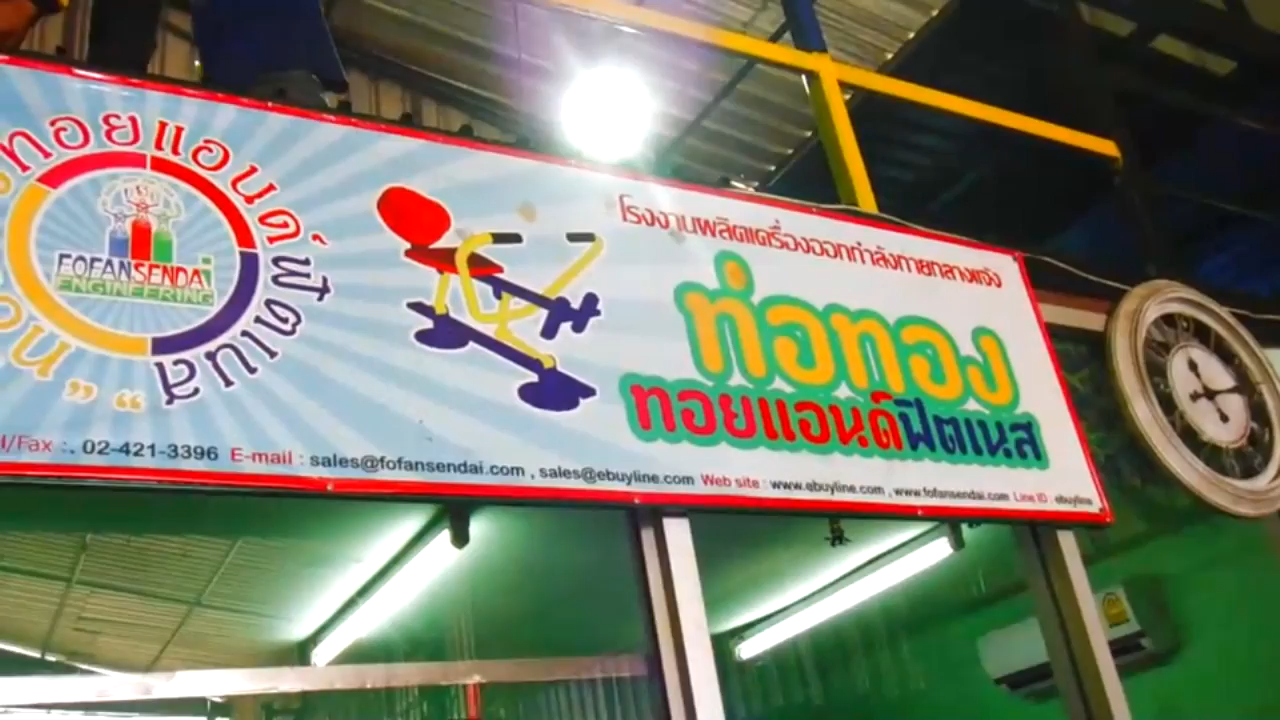 ทอยแอนด์ฟิตเนส
FOFANSENDAi
ENGINEERING
โรงงานผลิตเครื่องออกกำลังกายกลางแจ้ง
ท่อทอง
ทอยแอนด์ฟิตเนส
/Fax :. 02-421-3396 E-mail : sales@fofansendai.com , sales@ebuyline.com Web site : www.ebuyline.com , www.fofansendai.com Line ID : ebuyline